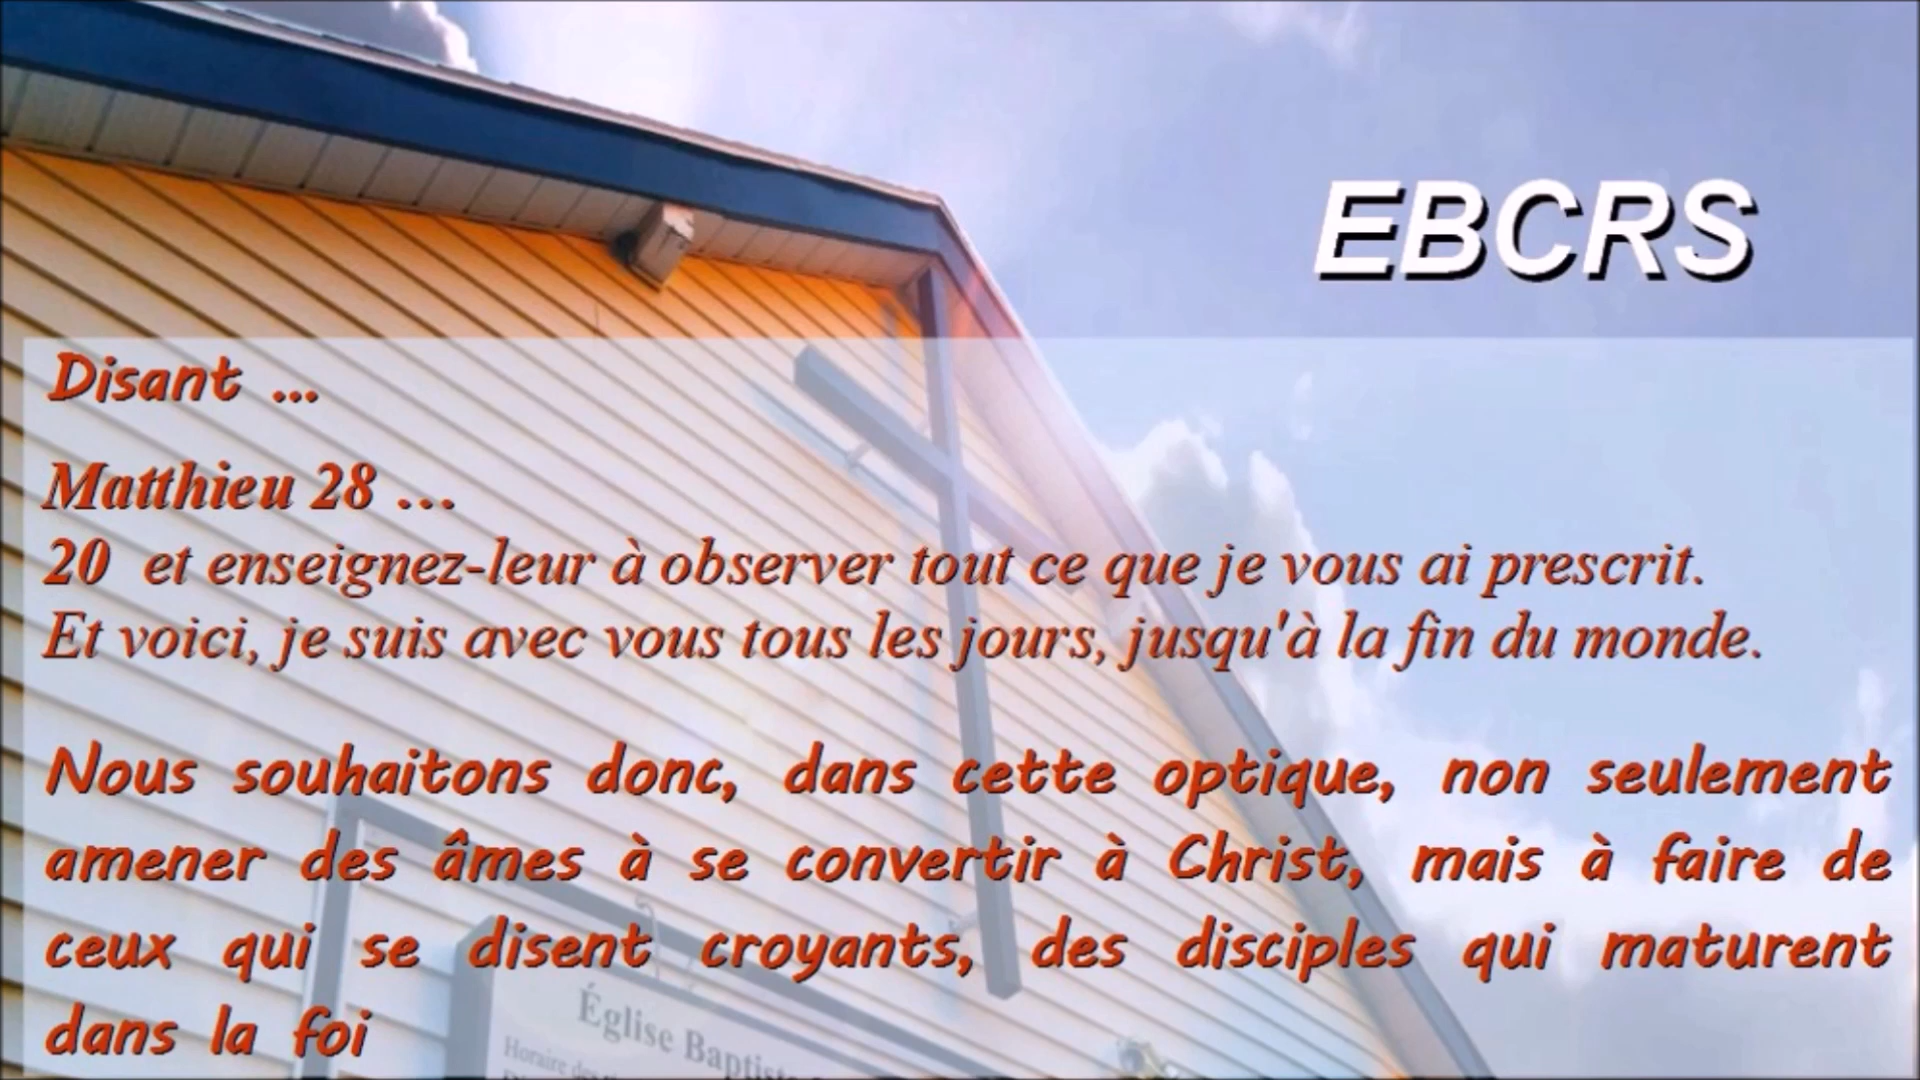 EBCRS
Disant ...
Matthieu 28 ...
20 et enseignez-leur à observer tout ce que je vous ai prescrit.
Et voici, je suis avec vous tous les jours, jusqu'à la fin du monde.
Nous souhaitons donc, dans cette optique, non seulement
amener des âmes à se convertir à Christ, mais à faire de
ceux qui se disent croyants, des disciples qui maturent
dans la foi
Église Baptiste
Horaire des